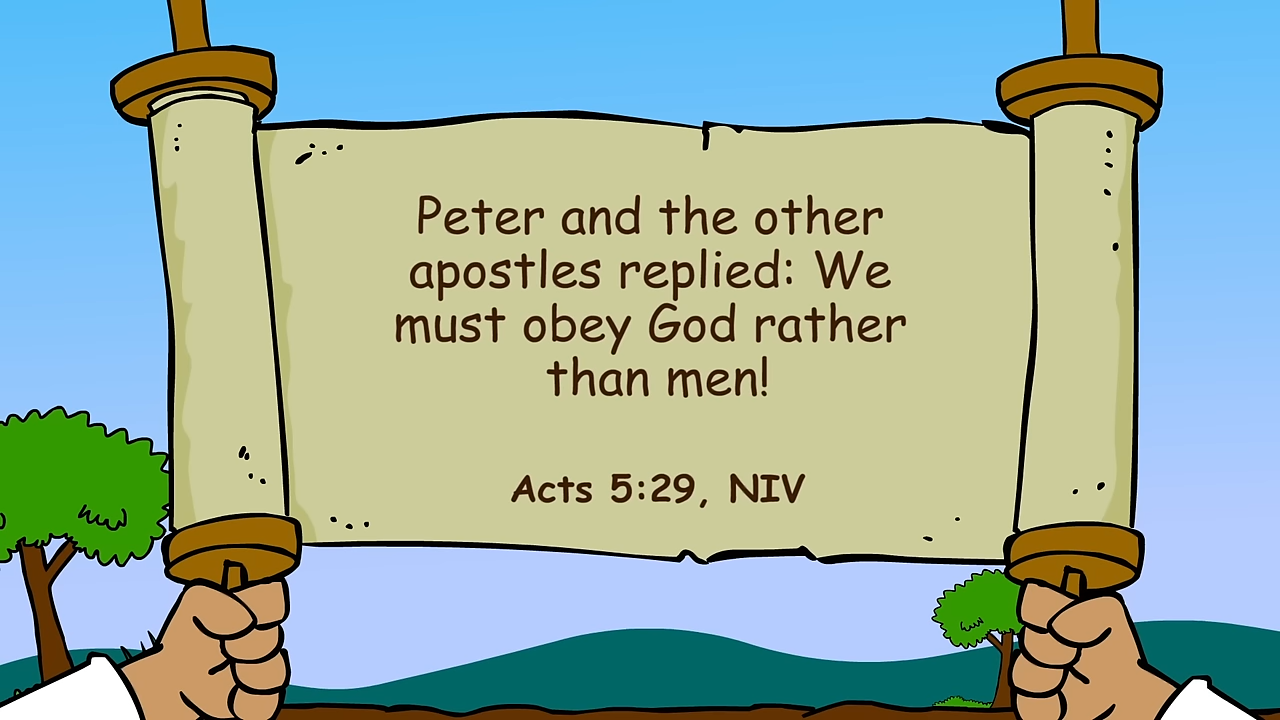 Peter and the other
apostles replied: We
must obey God rather
than men!
Acts 5:29, NIV